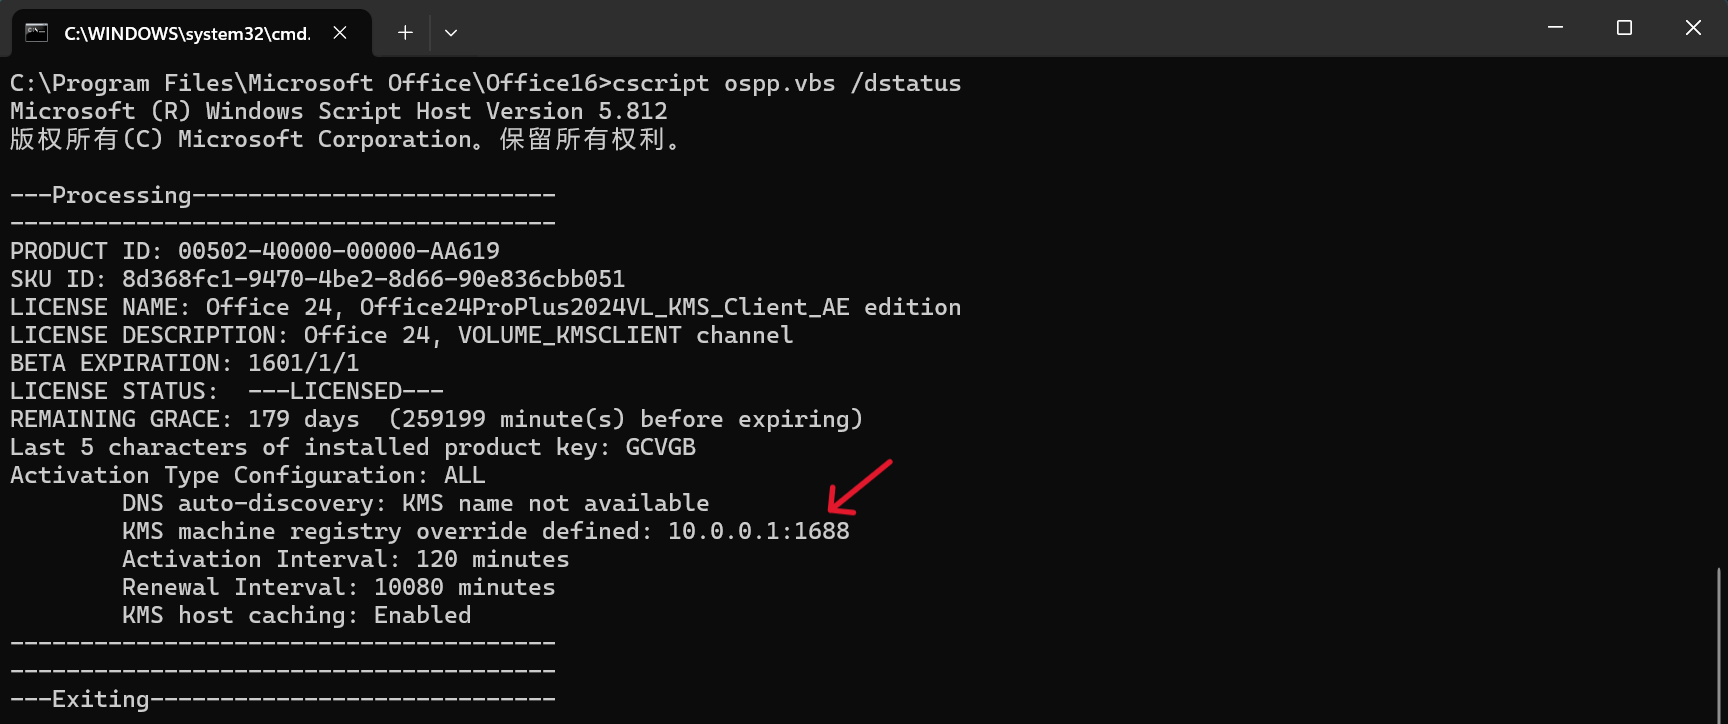 C:\WINDOWS\system32\cmd.
C:\Program Files\Microsoft Office\Office16>cscript ospp.vbs /dstatus
Microsoft (R) Windows Script Host Version 5.812
版权所有(C) Microsoft Corporation。保留所有权利。
---Processing--------------------------
---------------------------------------
PRODUCT ID: 00502-40000-00000-AA619
SKU ID: 8d368fc1-9470-4be2-8d66-90e836cbb051
LICENSE NAME: Office 24, Office24ProPlus2024VL_KMS_Client_AE edition
LICENSE DESCRIPTION: Office 24, VOLUME_KMSCLIENT channel
BETA EXPIRATION: 1601/1/1
LICENSE STATUS:  ---LICENSED---
REMAINING GRACE: 179 days  (259199 minute(s) before expiring)
Last 5 characters of installed product key: GCVGB
Activation Type Configuration: ALL
        DNS auto-discovery: KMS name not available
        KMS machine registry override defined: 10.0.0.1:1688
        Activation Interval: 120 minutes
        Renewal Interval: 10080 minutes
        KMS host caching: Enabled
---------------------------------------
---------------------------------------
---Exiting-----------------------------